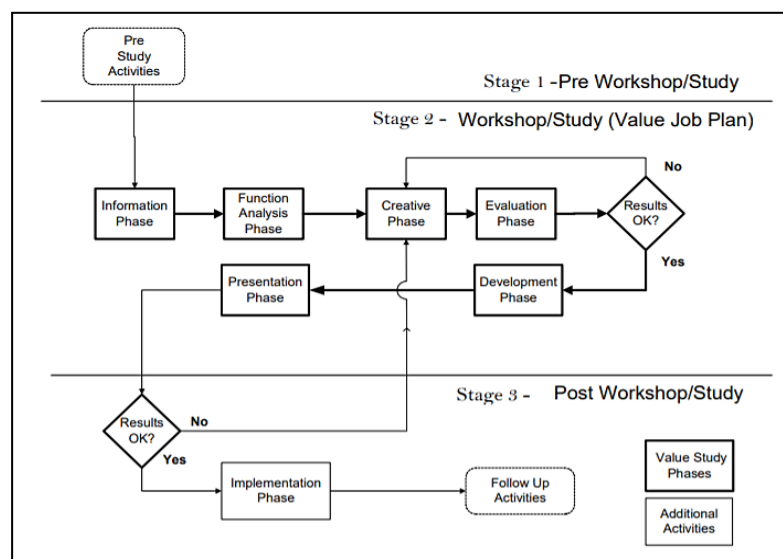 Pre
Study
Activities
Stage 1 -Pre Workshop/Study
Stage 2 - Workshop/Study (Value Job Plan)
No
Information
Phase
Function
Analysis
Phase
Creative
Phase
Evaluation
Phase
Results
OK?
Yes
Presentation
Phase
Development
Phase
Stage 3 - Post Workshop/Study
Results
OK?
No
Yes
Implementation
Phase
Follow Up
Activities
Value Study
Phases
Additional
Activities